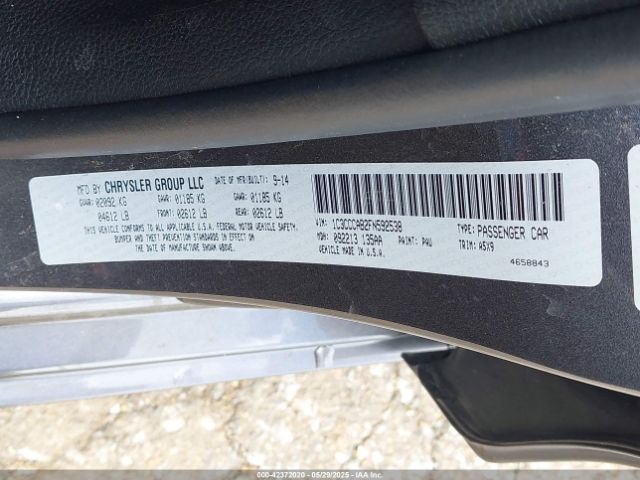 MFD BY CHRYSLER GROUP LLC DATE OF MFR(BUILT): 9-14
GVWR: 02092 KG GAWR: 01185 KG GAWR: 01185 KG
04612 LB FRONT: 02612 LB REAR: 02612 LB
THIS VEHICLE CONFORMS TO ALL APPLICABLE U.S.A. FEDERAL MOTOR VEHICLE SAFETY,
BUMPER AND THEFT PREVENTION STANDARDS IN EFFECT ON
THE DATE OF MANUFACTURE SHOWN ABOVE.
VIN: 1C3CCCAB2FN592538 TYPE: PASSENGER CAR
MDH: 092213 135AA PAINT: PAU TRIM: A5X9
VEHICLE MADE IN U.S.A. 4658843
000-42372020 - 05/29/2025 - IAAI.COM